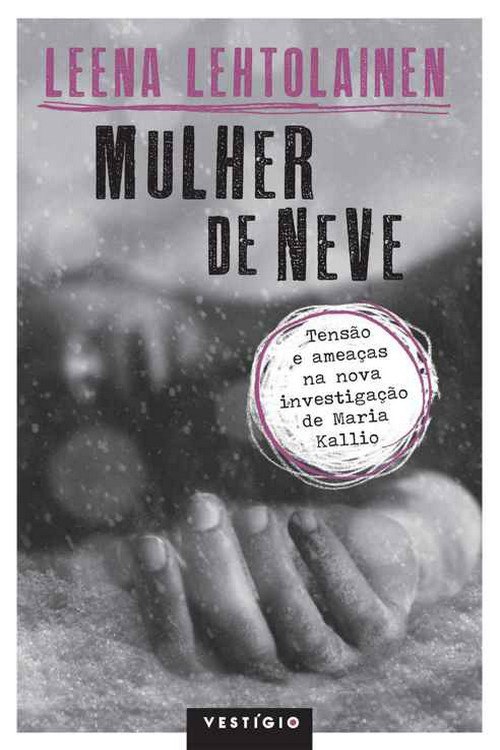 LEENA LEHTOLAINEN
MULHER
DE NEVE
Tensão
e ameaças
na nova
investigação
de Maria
Kallio
VESTÍGIO